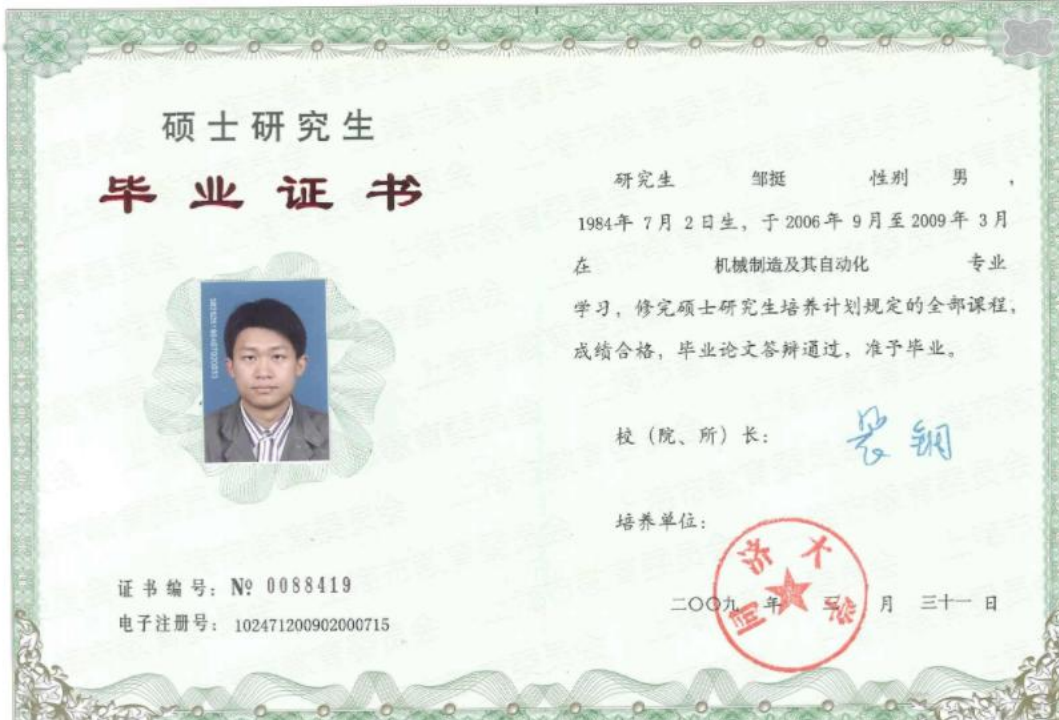 硕士研究生
毕业证书
证书编号：№ 0088419
电子注册号：102471200902000715
研究生 邹挺 性别 男 ，
1984年 7月 2日生，于2006年 9月至2009年 3月
在 机械制造及其自动化 专业
学习，修完硕士研究生培养计划规定的全部课程，
成绩合格，毕业论文答辩通过，准予毕业。
校（院、所）长：
培养单位：
同济大学
二〇〇九 年 三 月 三十一 日